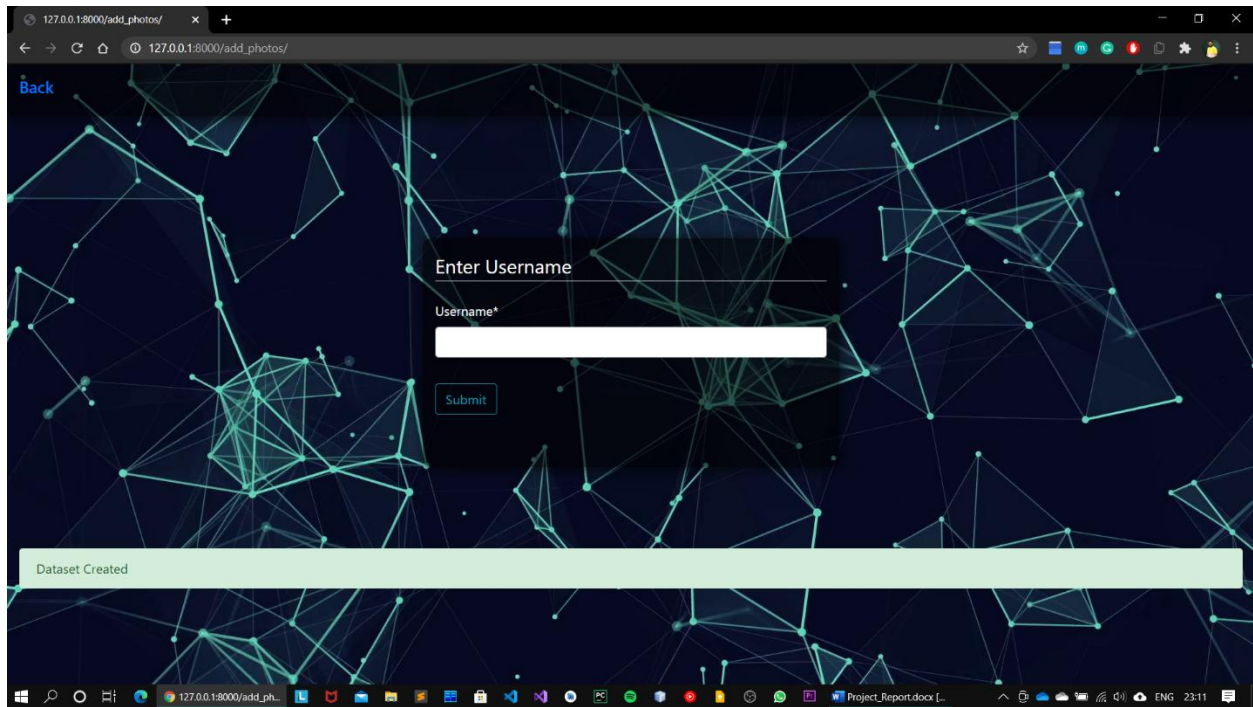 127.0.0.1:8000/add_photos/
127.0.0.1:8000/add_photos/
Back
Enter Username
Username*
Submit
Dataset Created
127.0.0.1:8000/add_ph...
Project_Report.docx [...
ENG
23:11